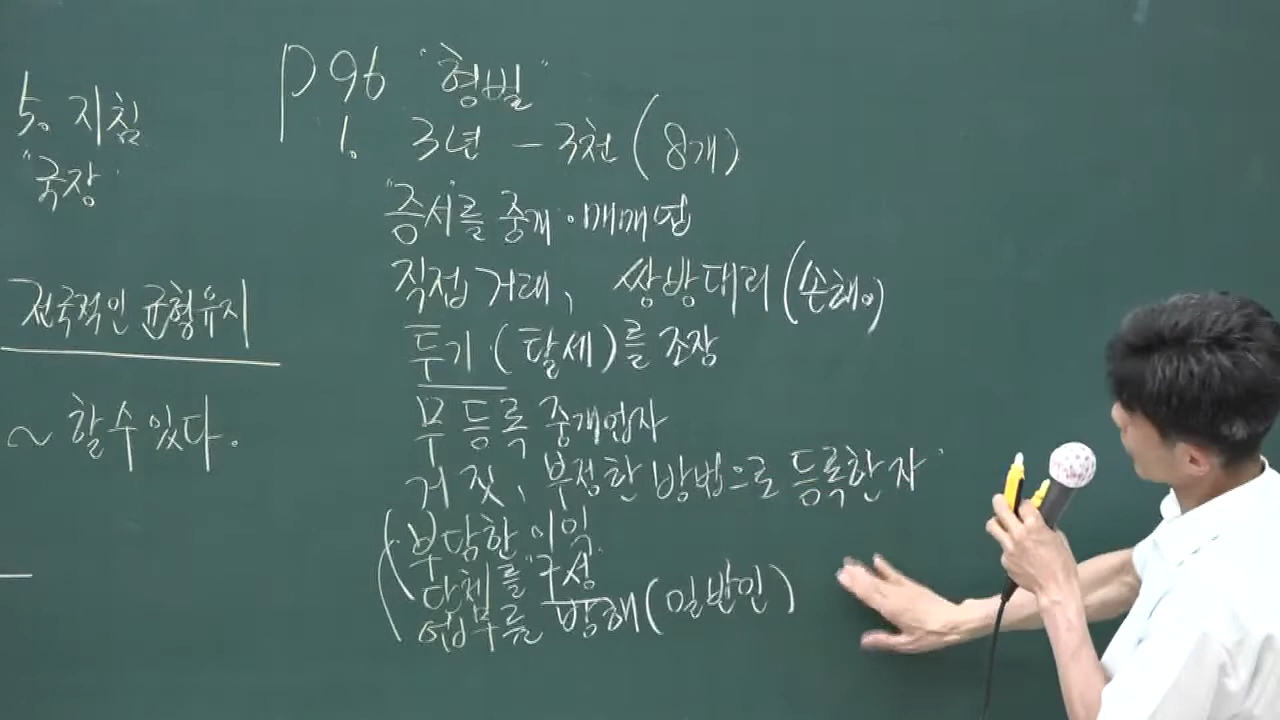 5. 지침
"국장"
전국적인 균형유지
~ 할 수 있다.
P 96 "형벌"
1. 3년 - 3천 (8개)
"증서"를 중개·매매업
직접거래, 쌍방대리 (손해이)
투기 (탈세)를 조장
무등록 중개업자
거짓, 부정한 방법으로 등록한 자
부당한 이익
단체를 "구성"
업무를 방해 (일반인)